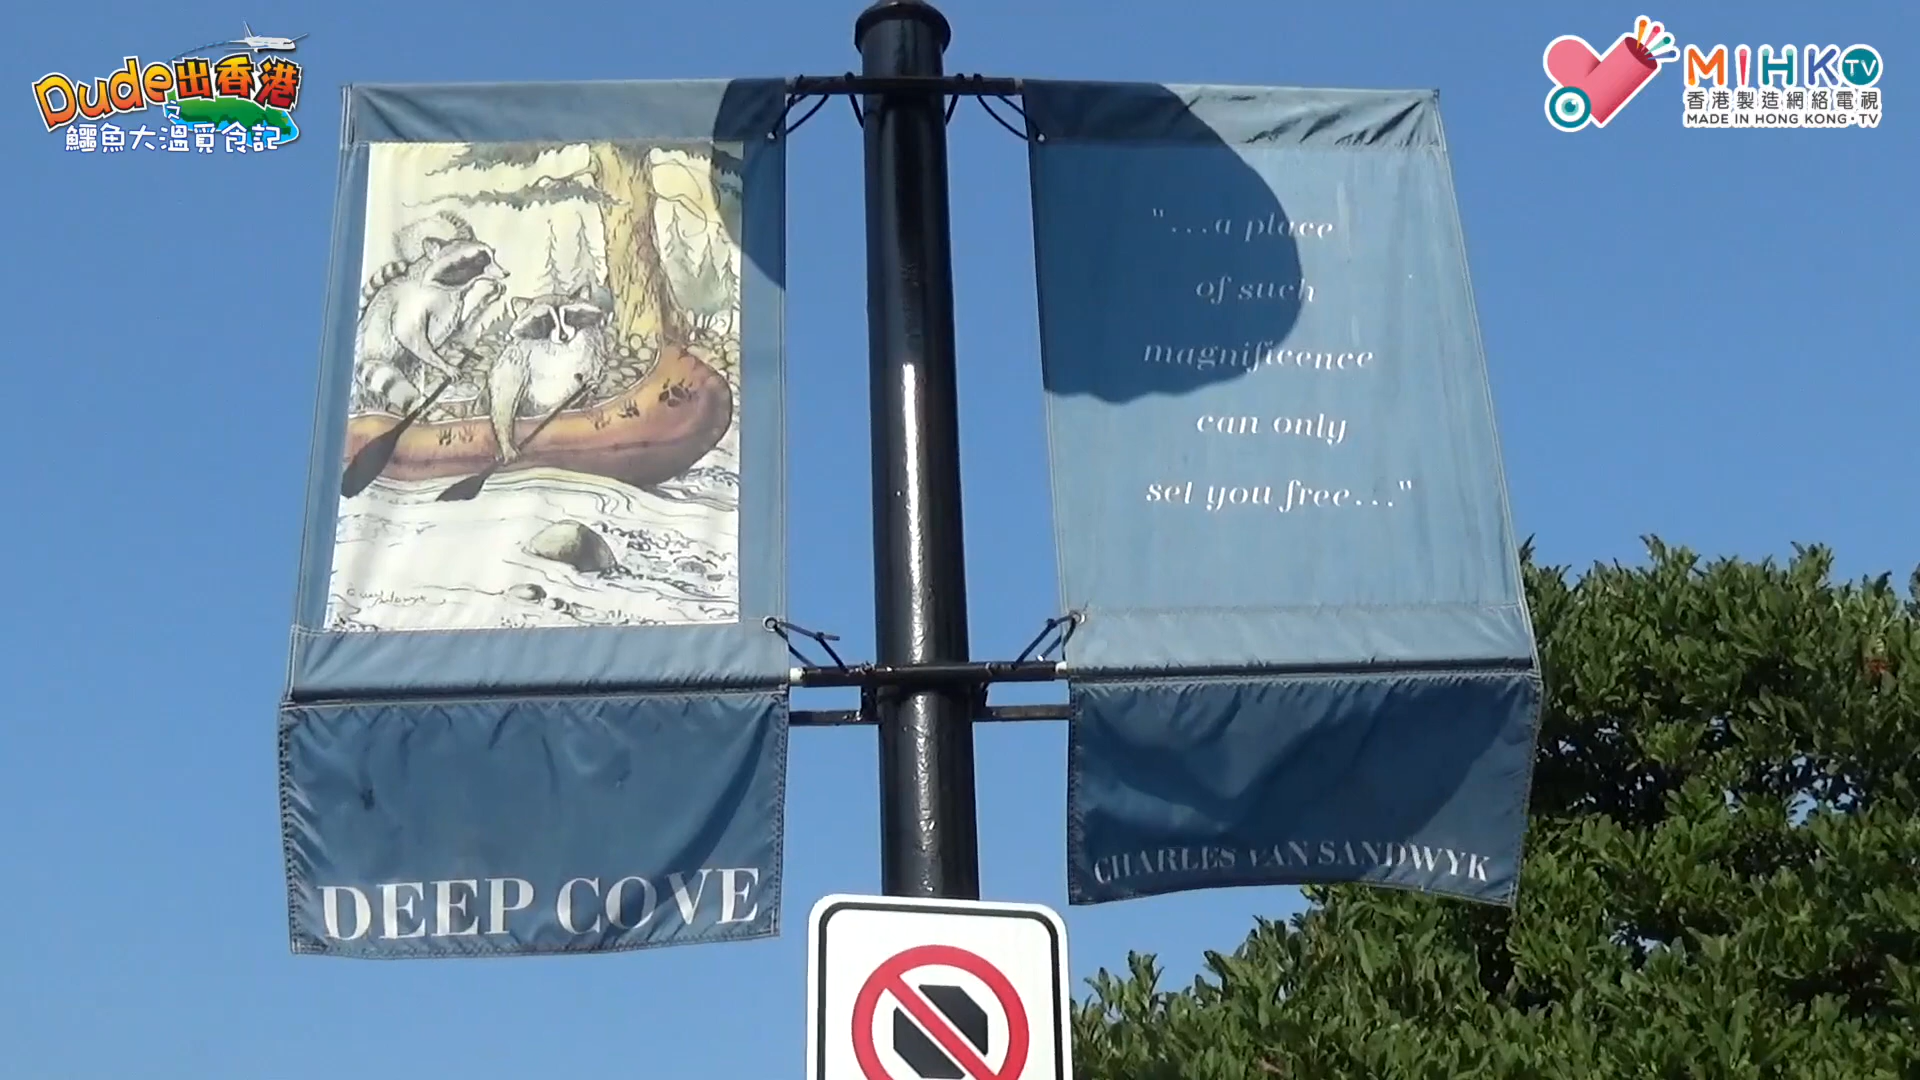 Dude出香港
之
鱷魚大溫覓食記
MIHK TV
香港製造網絡電視
MADE IN HONG KONG · TV
"...a place
of such
magnificence
can only
set you free..."
DEEP COVE
CHARLES VAN SANDWYK